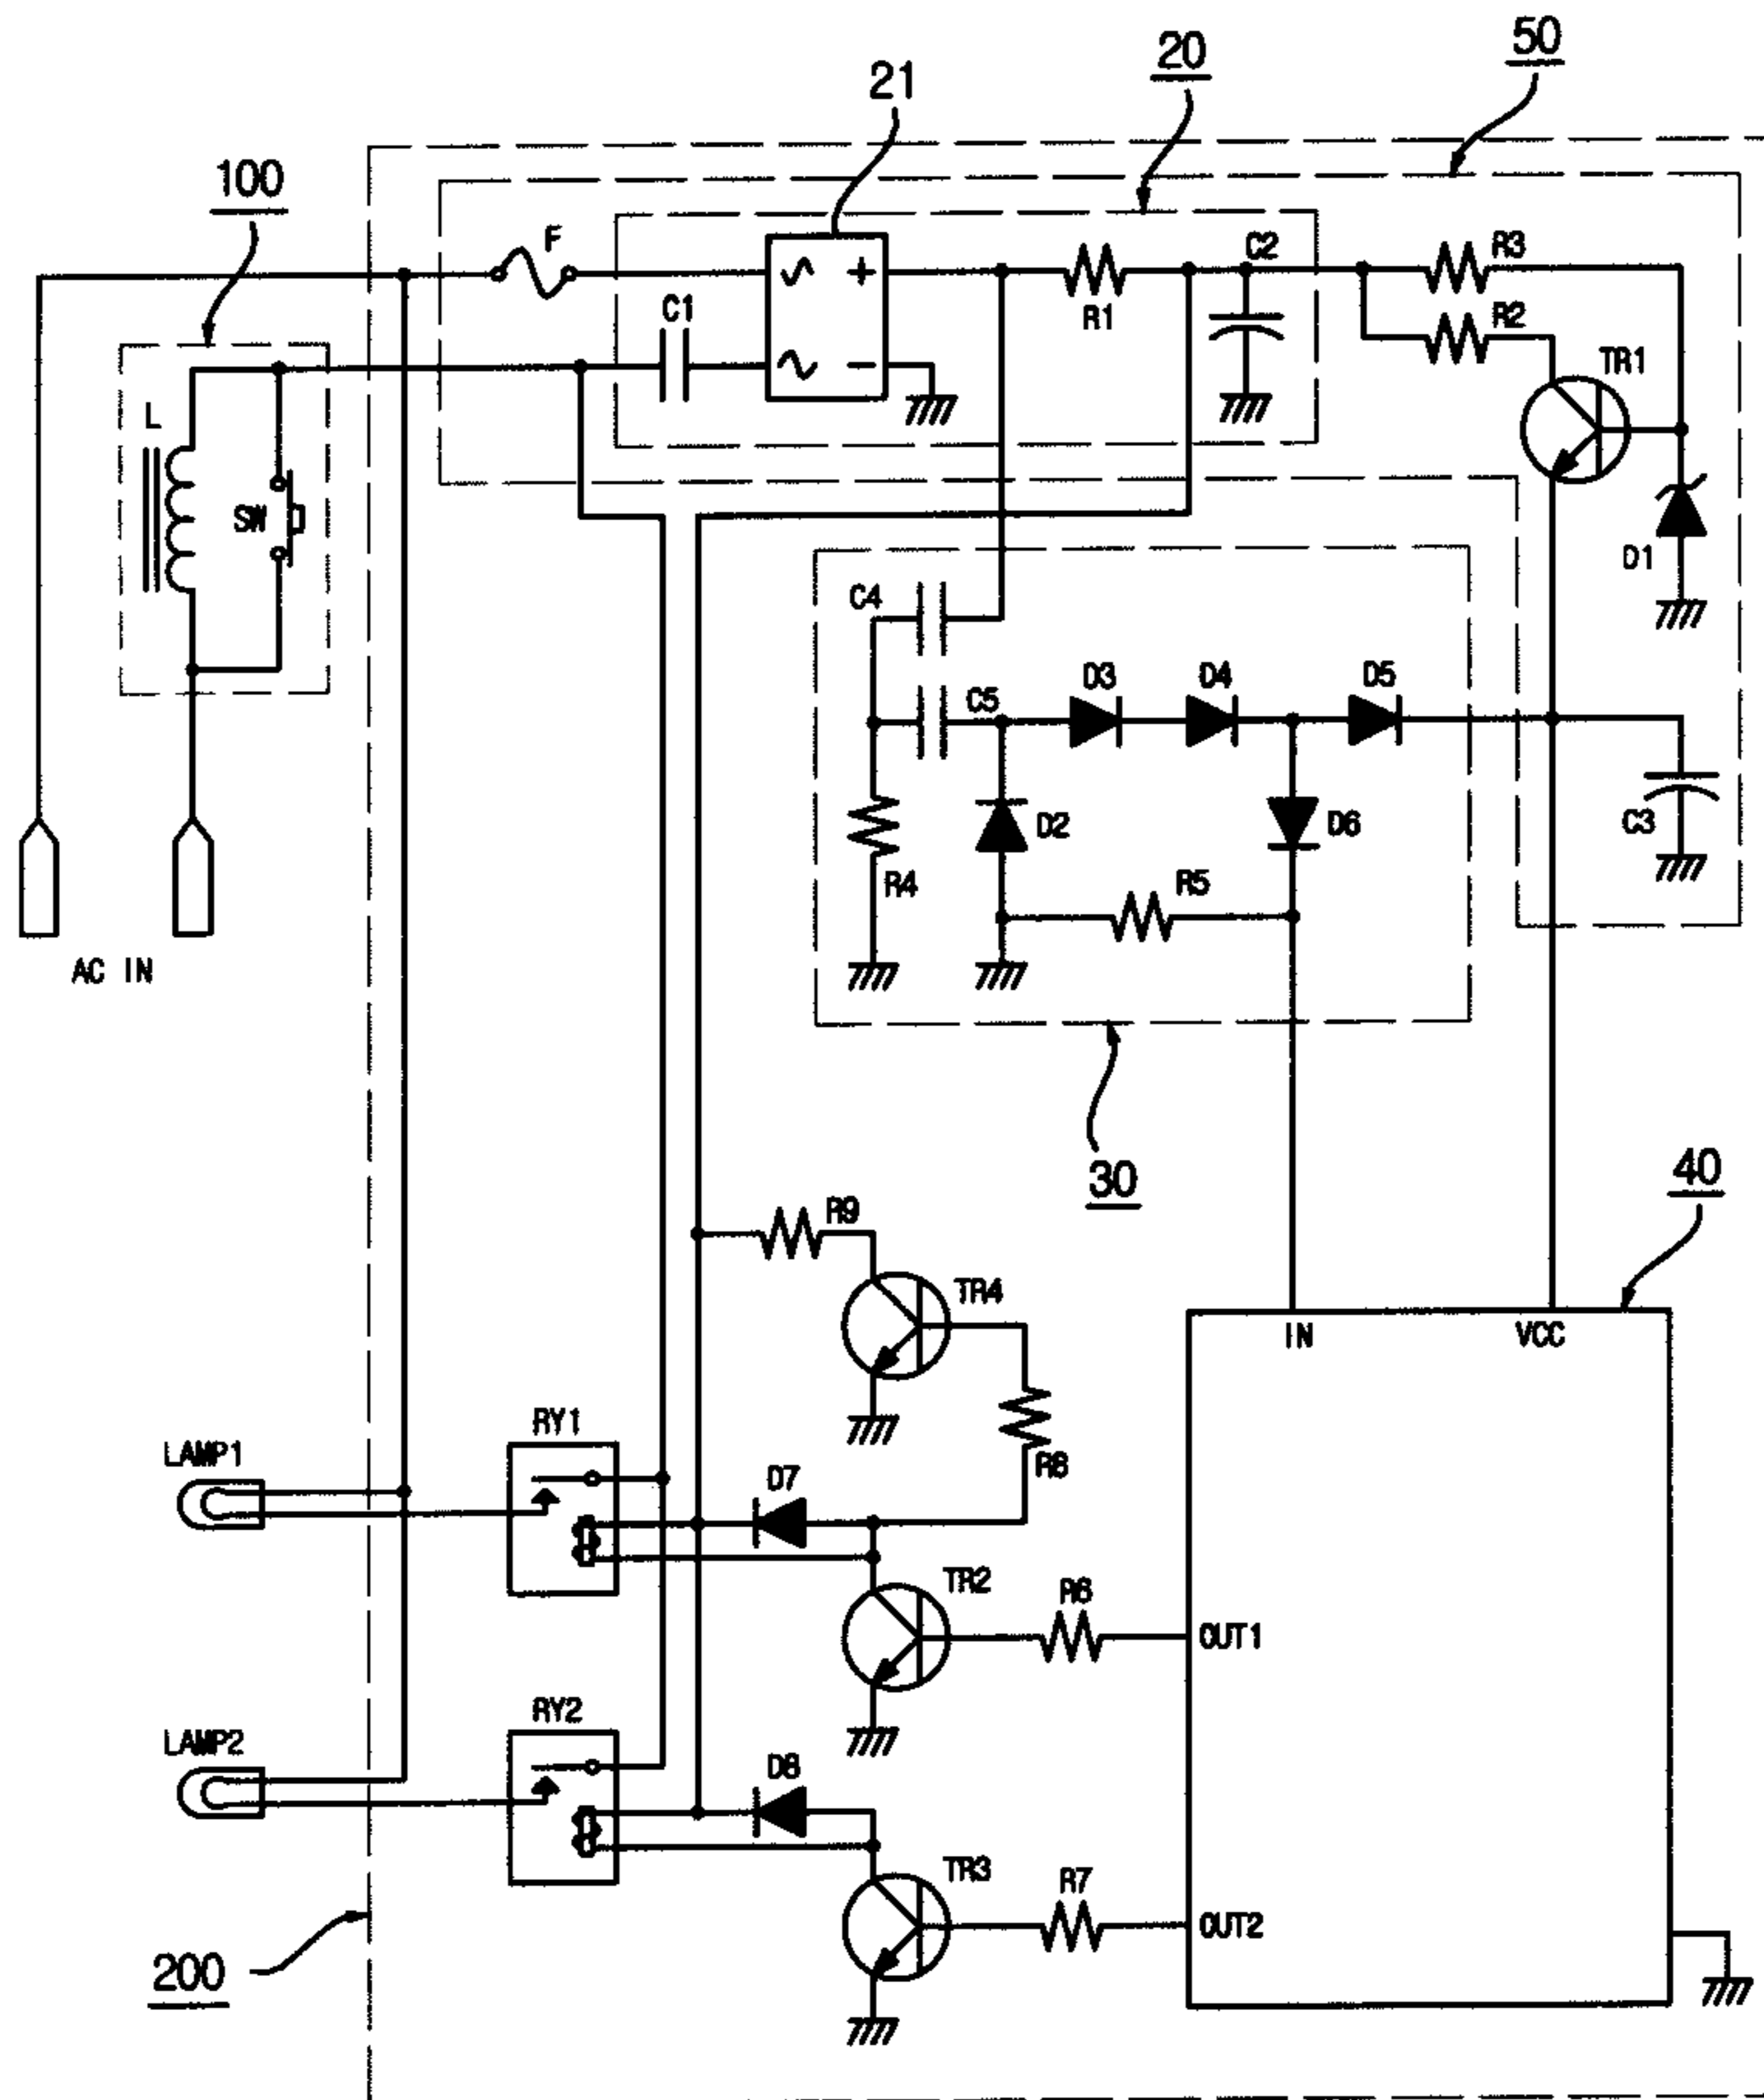 50
20
21
100
F
C2
R3
C1
R1
R2
TR1
L
SW
D1
C4
C5
D3
D4
D5
D2
D6
C3
R4
R5
AC IN
30
40
R9
TR4
IN
VCC
RY1
R8
LAMP1
D7
TR2
R6
OUT1
RY2
LAMP2
D8
TR3
R7
OUT2
200